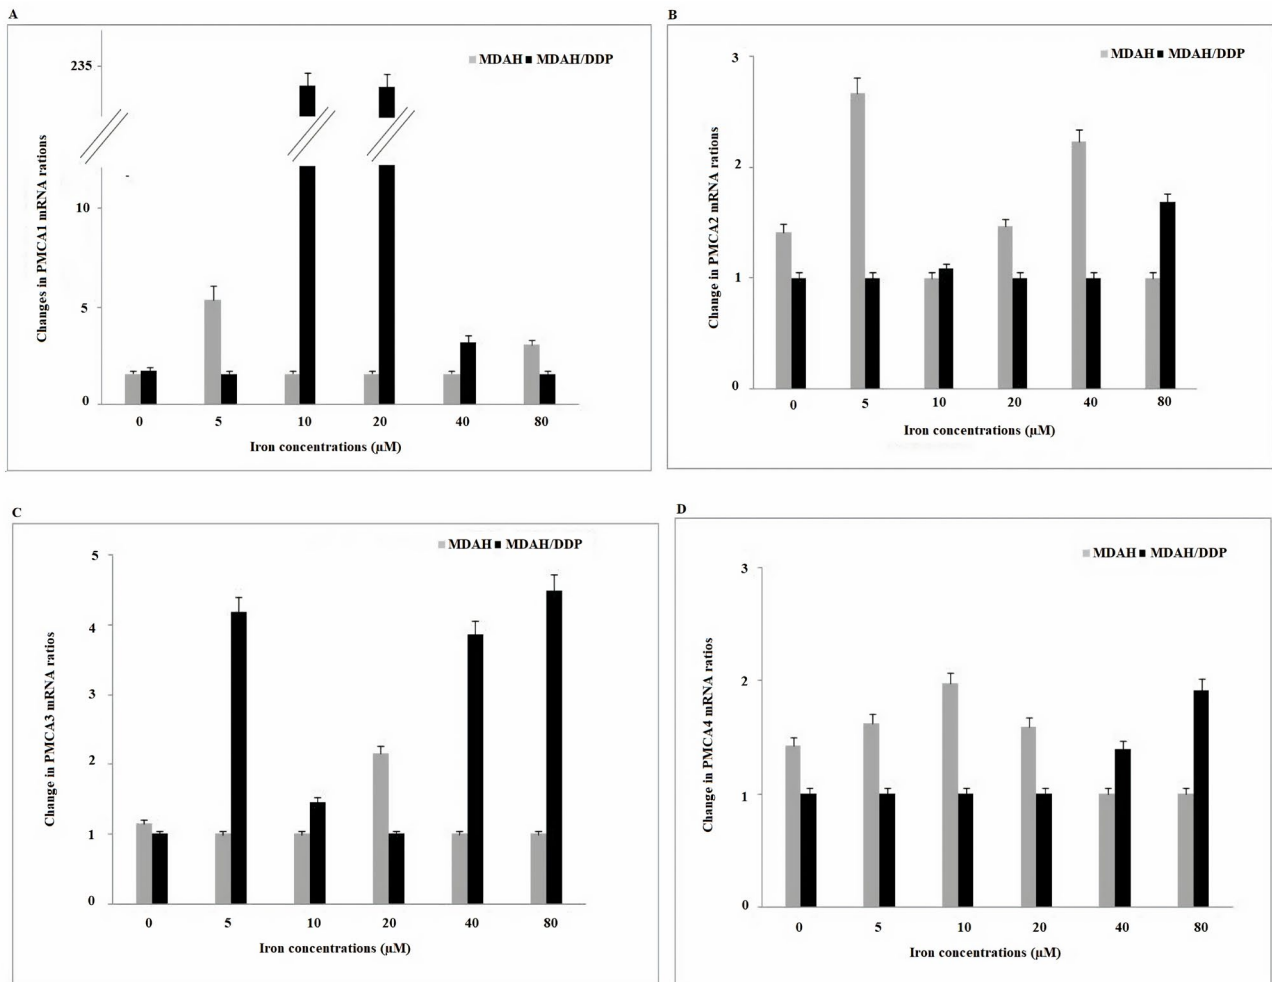 A
MDAH MDAH/DDP
235
10
5
0
Changes in PMCA1 mRNA rations
0 5 10 20 40 80
Iron concentrations (µM)
B
MDAH MDAH/DDP
3
2
1
0
Change in PMCA2 mRNA rations
0 5 10 20 40 80
Iron concentrations (µM)
C
MDAH MDAH/DDP
5
4
3
2
1
0
Change in PMCA3 mRNA ratios
0 5 10 20 40 80
Iron concentrations (µM)
D
MDAH MDAH/DDP
3
2
1
0
Change in PMCA4 mRNA ratios
0 5 10 20 40 80
Iron concentrations (µM)